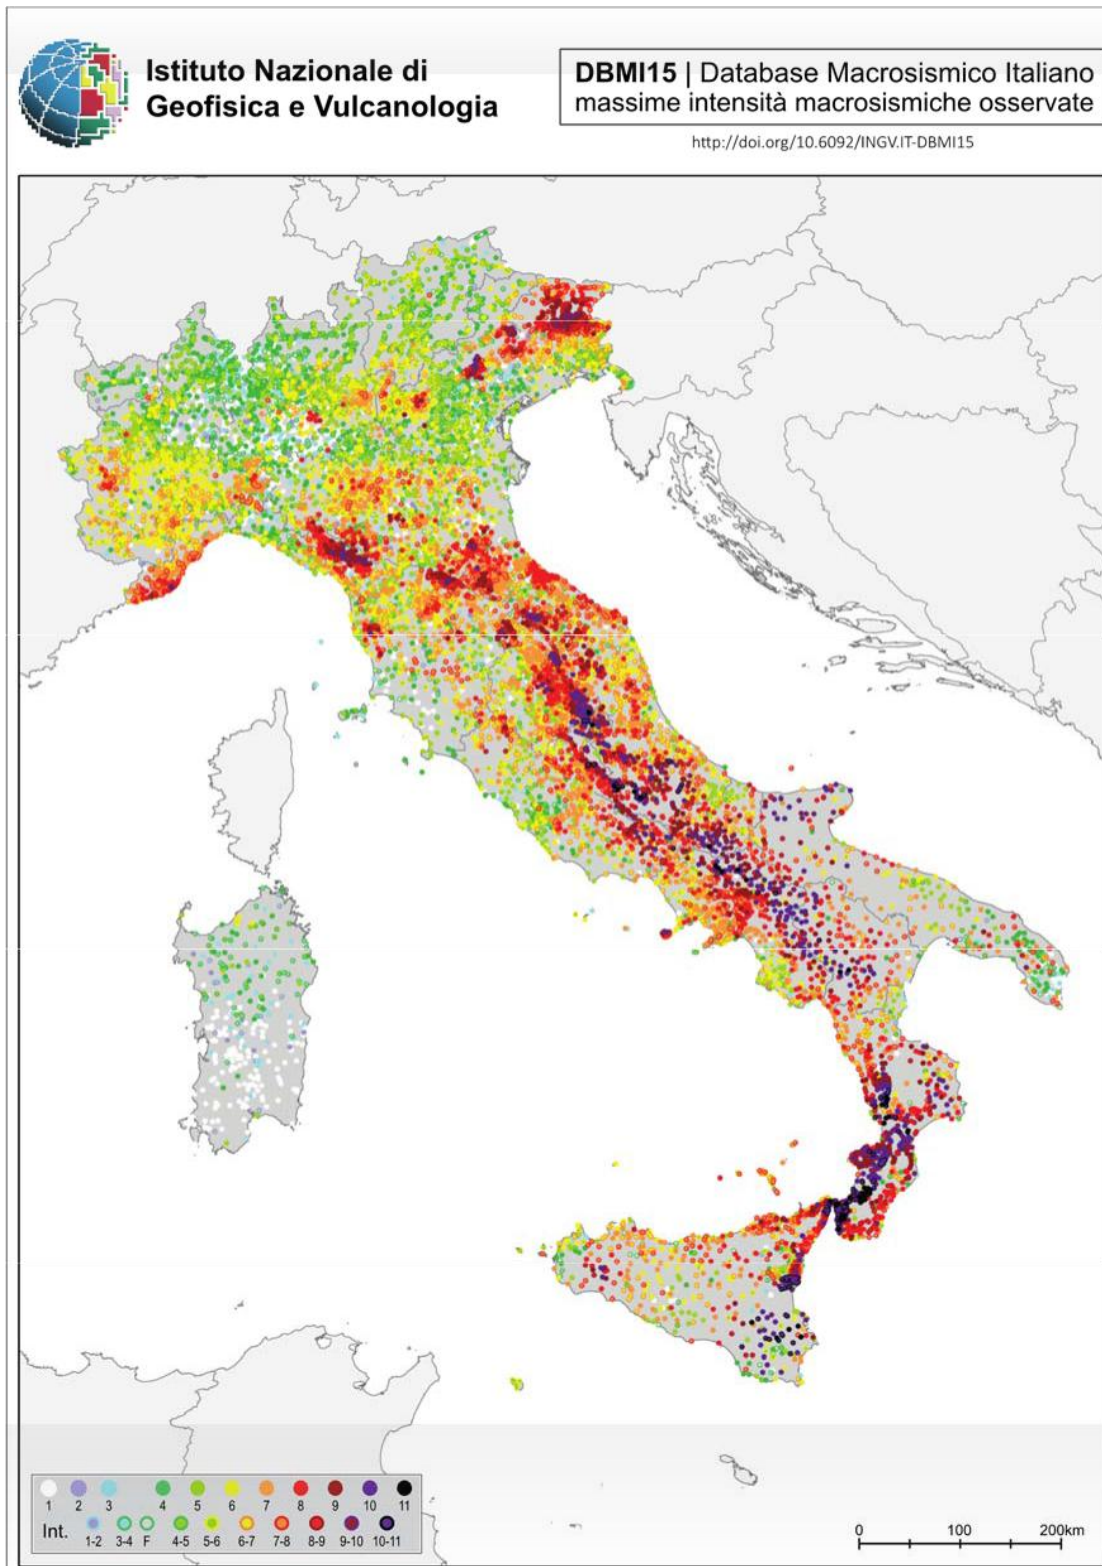 Istituto Nazionale di
Geofisica e Vulcanologia
DBMI15 | Database Macrosismico Italiano
massime intensità macrosismiche osservate
http://doi.org/10.6092/INGV.IT-DBMI15
1 2 3 4 5 6 7 8 9 10 11
Int. 1-2 3-4 F 4-5 5-6 6-7 7-8 8-9 9-10 10-11
0 100 200km